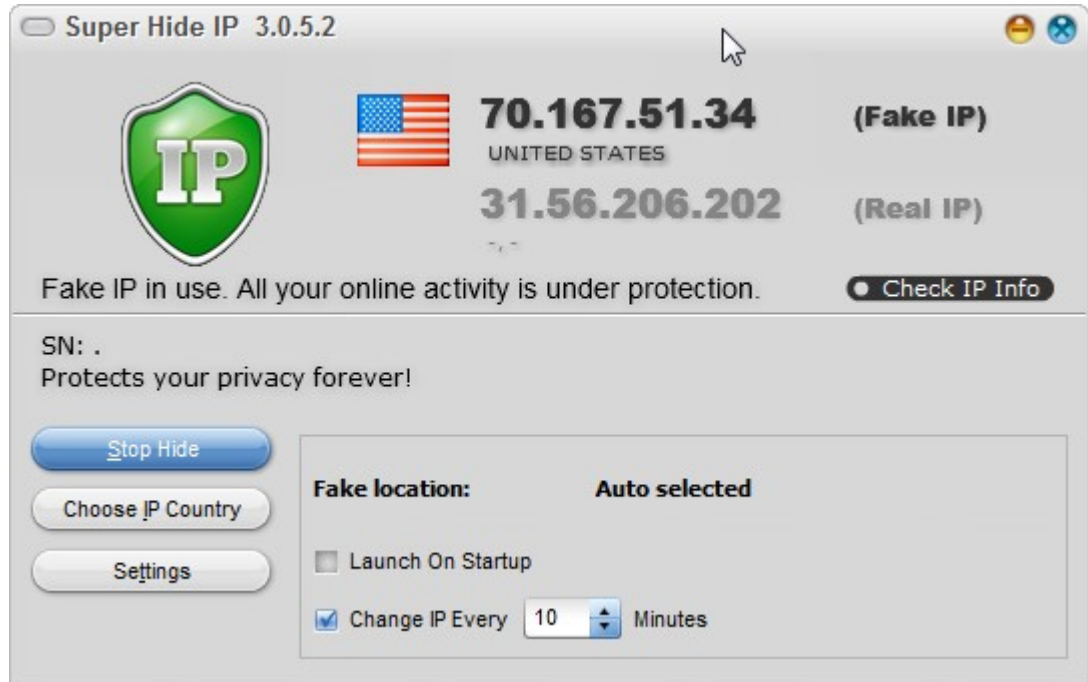 Super Hide IP 3.0.5.2
IP
70.167.51.34 (Fake IP)
UNITED STATES
31.56.206.202 (Real IP)
-, -
Fake IP in use. All your online activity is under protection.
Check IP Info
SN: .
Protects your privacy forever!
Stop Hide
Choose IP Country
Settings
Fake location: Auto selected
Launch On Startup
Change IP Every 10 Minutes